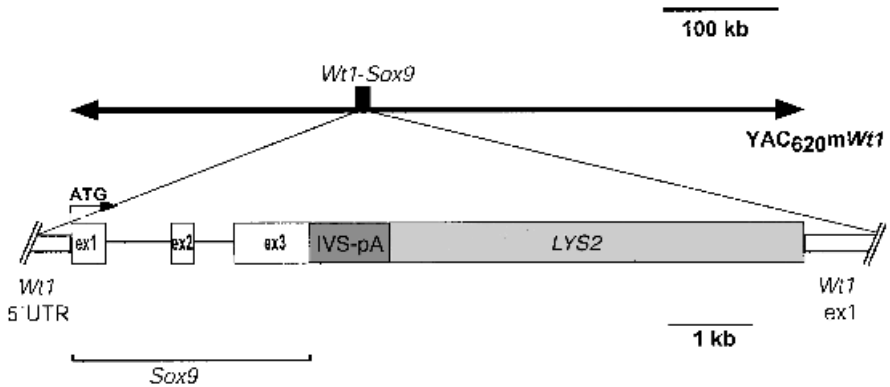 100 kb
Wt1-Sox9
YAC620mWt1
ATG
ex1
ex2
ex3
IVS-pA
LYS2
Wt1
5´UTR
Wt1
ex1
1 kb
Sox9